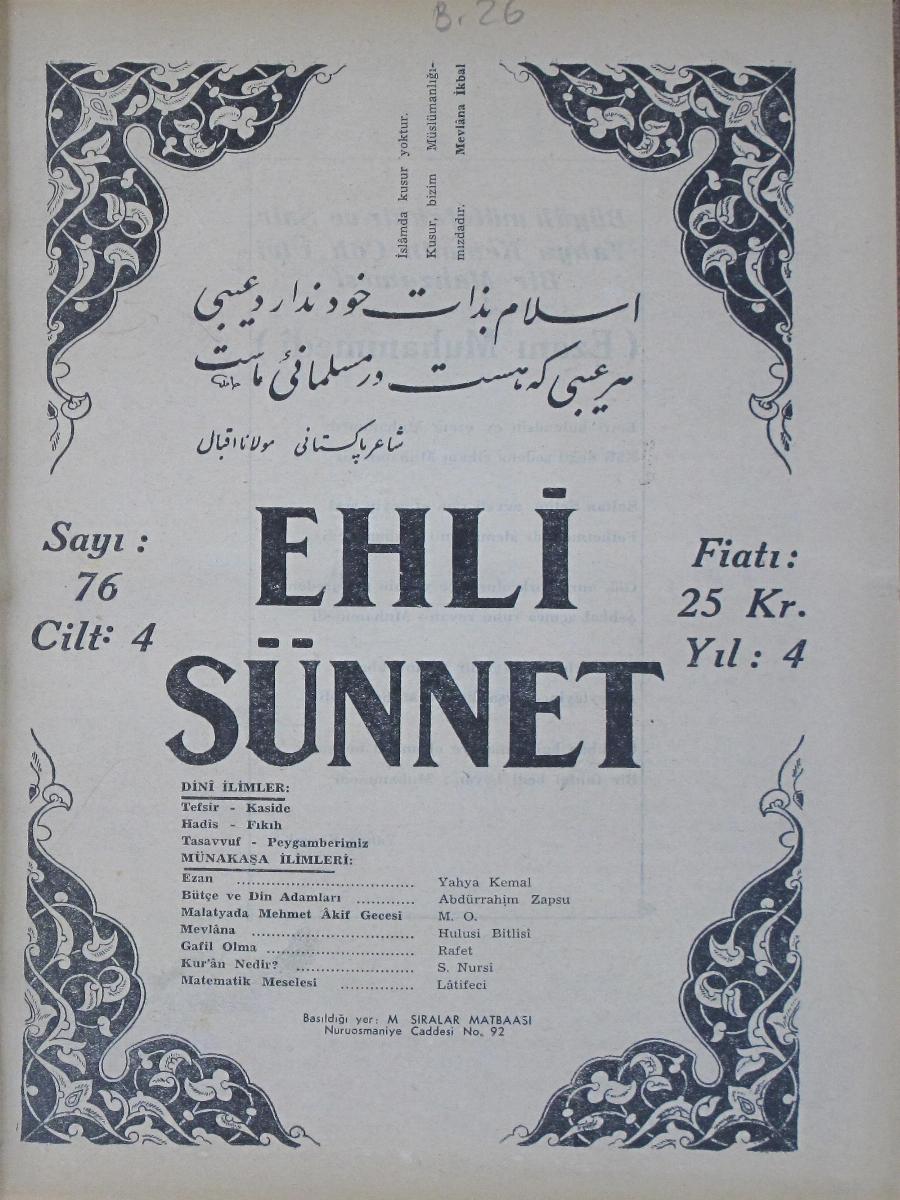 B. 26
İslâmda kusur yoktur.
Kusur, bizim Müslümanlığı-
mızdadır. Mevlâna İkbal
اسلام بذات خود ندارد عیبی
هر عیبی که هست در مسلمانئ ماست
شاعر پاکستانی مولانا اقبال
EHLİ
SÜNNET
Sayı :
76
Cilt: 4
Fiatı :
25 Kr.
Yıl : 4
DİNÎ İLİMLER:
Tefsir - Kaside
Hadîs - Fıkıh
Tasavvuf - Peygamberimiz
MÜNAKAŞA İLİMLERİ:
Ezan .................................. Yahya Kemal
Bütçe ve Din Adamları ........... Abdürrahim Zapsu
Malatyada Mehmet Âkif Gecesi M. O.
Mevlâna ............................... Hulusi Bitlisî
Gafil Olma ............................ Rafet
Kur'ân Nedir? ....................... S. Nursî
Matematik Meselesi .............. Lâtifeci
Basıldığı yer: M SIRALAR MATBAASI
Nuruosmaniye Caddesi No. 92